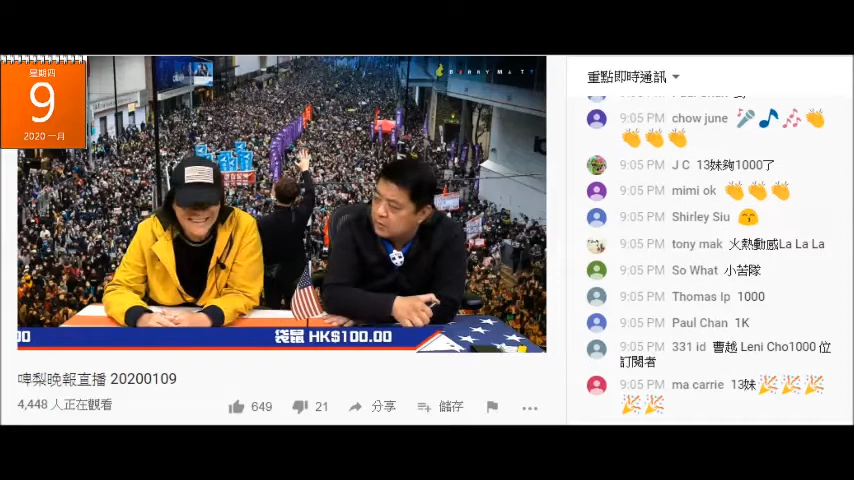 星期四
9
2020 一月
BENNYMATT
00
袋鼠 HK$100.00
啤梨晚報直播 20200109
4,448 人正在觀看
649
21
分享
儲存
重點即時通訊
9:05 PM chow june 🎤🎵🎶👏
👏👏👏
9:05 PM J C 13妹夠1000了
9:05 PM mimi ok 👏👏👏
9:05 PM Shirley Siu 😙
9:05 PM tony mak 火熱動感La La La
9:05 PM So What 小苦隊
9:05 PM Thomas Ip 1000
9:05 PM Paul Chan 1K
9:05 PM 331 id 曹越 Leni Cho1000 位
訂閱者
9:05 PM ma carrie 13妹🎉🎉🎉
🎉🎉